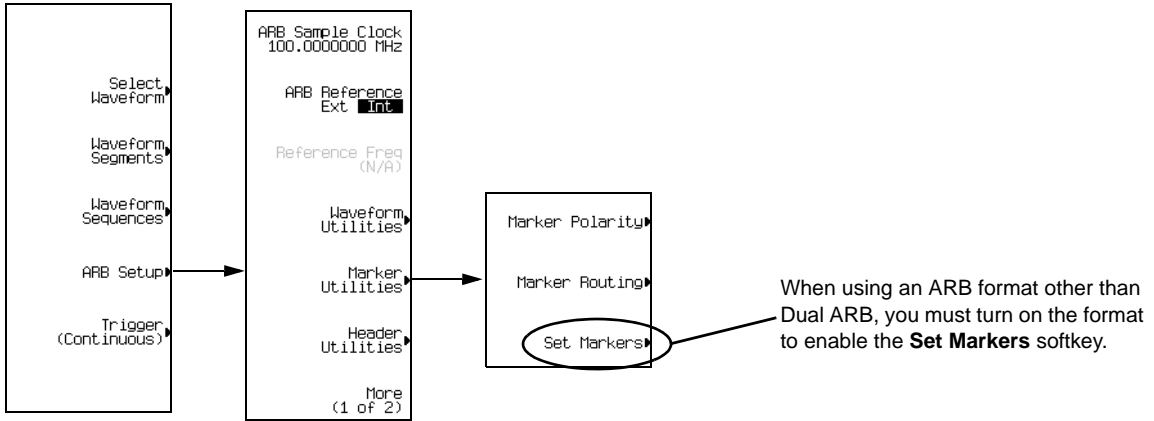 Select
Waveform
Waveform
Segments
Waveform
Sequences
ARB Setup
Trigger
(Continuous)
ARB Sample Clock
100.0000000 MHz
ARB Reference
Ext Int
Reference Freq
(N/A)
Waveform
Utilities
Marker
Utilities
Header
Utilities
More
(1 of 2)
Marker Polarity
Marker Routing
Set Markers
When using an ARB format other than
Dual ARB, you must turn on the format
to enable the Set Markers softkey.